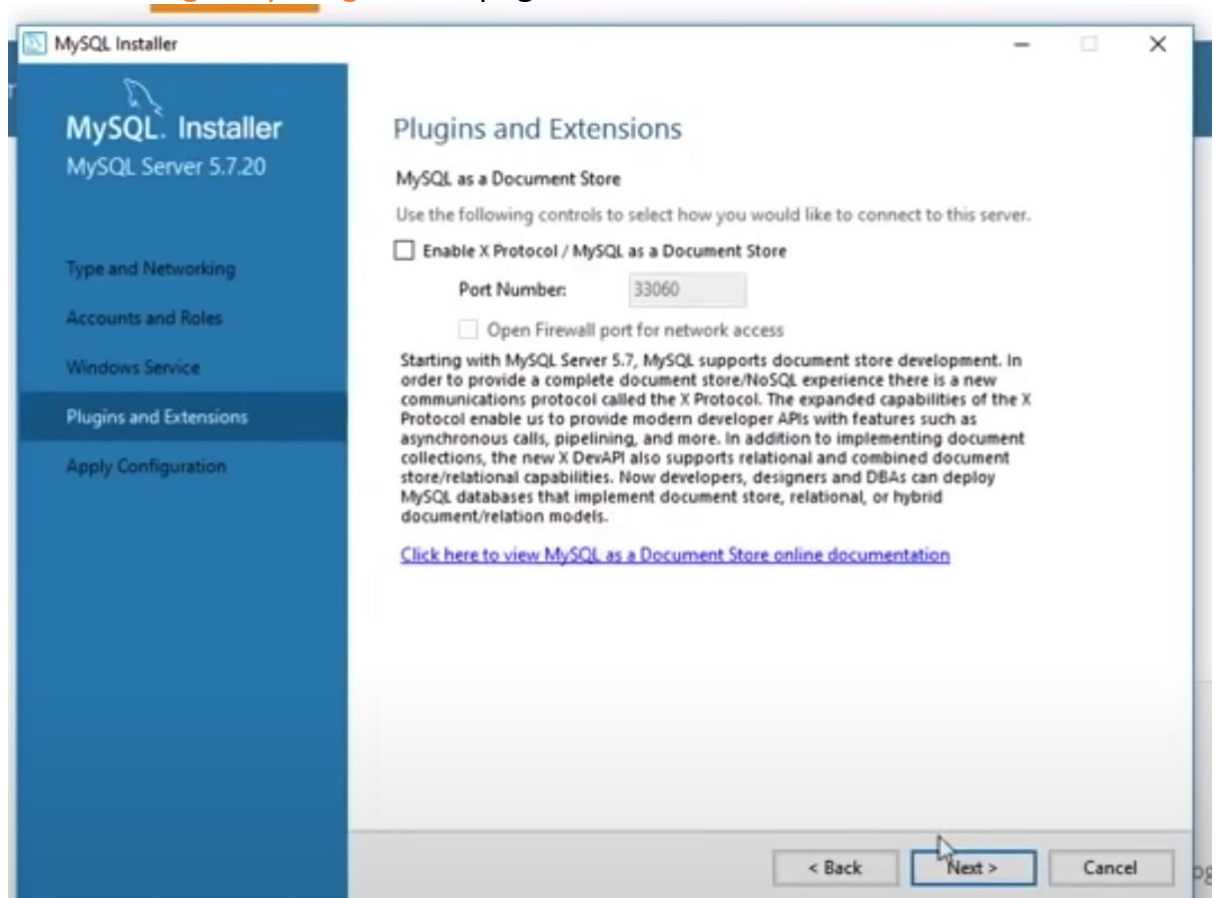 MySQL Installer
MySQL. Installer
MySQL Server 5.7.20
Type and Networking
Accounts and Roles
Windows Service
Plugins and Extensions
Apply Configuration
Plugins and Extensions
MySQL as a Document Store
Use the following controls to select how you would like to connect to this server.
Enable X Protocol / MySQL as a Document Store
Port Number: 33060
Open Firewall port for network access
Starting with MySQL Server 5.7, MySQL supports document store development. In
order to provide a complete document store/NoSQL experience there is a new
communications protocol called the X Protocol. The expanded capabilities of the X
Protocol enable us to provide modern developer APIs with features such as
asynchronous calls, pipelining, and more. In addition to implementing document
collections, the new X DevAPI also supports relational and combined document
store/relational capabilities. Now developers, designers and DBAs can deploy
MySQL databases that implement document store, relational, or hybrid
document/relation models.
Click here to view MySQL as a Document Store online documentation
< Back Next > Cancel